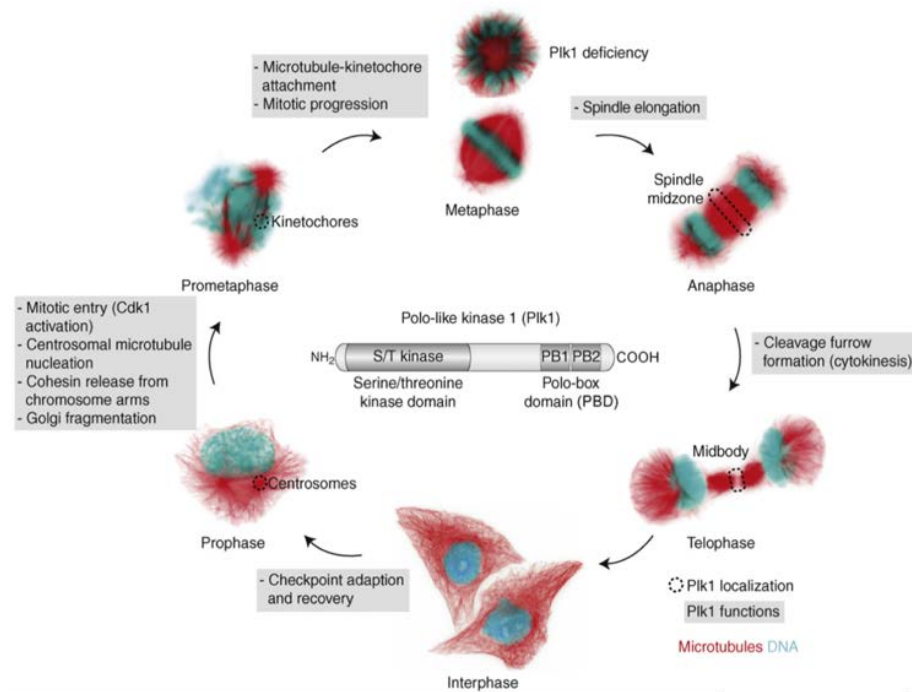 Plk1 deficiency
- Microtubule-kinetochore
attachment
- Mitotic progression
- Spindle elongation
Metaphase
Spindle
midzone
Kinetochores
Prometaphase
Anaphase
- Mitotic entry (Cdk1
activation)
- Centrosomal microtubule
nucleation
- Cohesin release from
chromosome arms
- Golgi fragmentation
Polo-like kinase 1 (Plk1)
NH2 S/T kinase PB1 PB2 COOH
Serine/threonine
kinase domain
Polo-box
domain (PBD)
- Cleavage furrow
formation (cytokinesis)
Midbody
Centrosomes
Prophase
Telophase
- Checkpoint adaption
and recovery
Interphase
Plk1 localization
Plk1 functions
Microtubules DNA